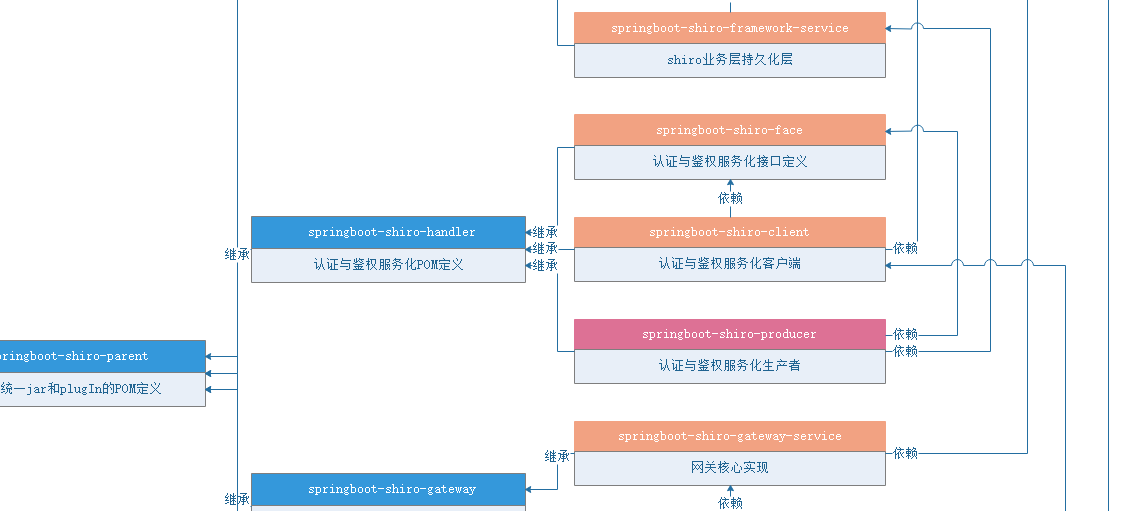 springboot-shiro-framework-service
shiro业务层持久化层
springboot-shiro-face
认证与鉴权服务化接口定义
依赖
springboot-shiro-handler
认证与鉴权服务化POM定义
继承
继承
继承
继承
springboot-shiro-client
认证与鉴权服务化客户端
依赖
springboot-shiro-producer
认证与鉴权服务化生产者
依赖
依赖
ringboot-shiro-parent
统一jar和plugIn的POM定义
springboot-shiro-gateway-service
网关核心实现
继承
依赖
springboot-shiro-gateway
继承
依赖